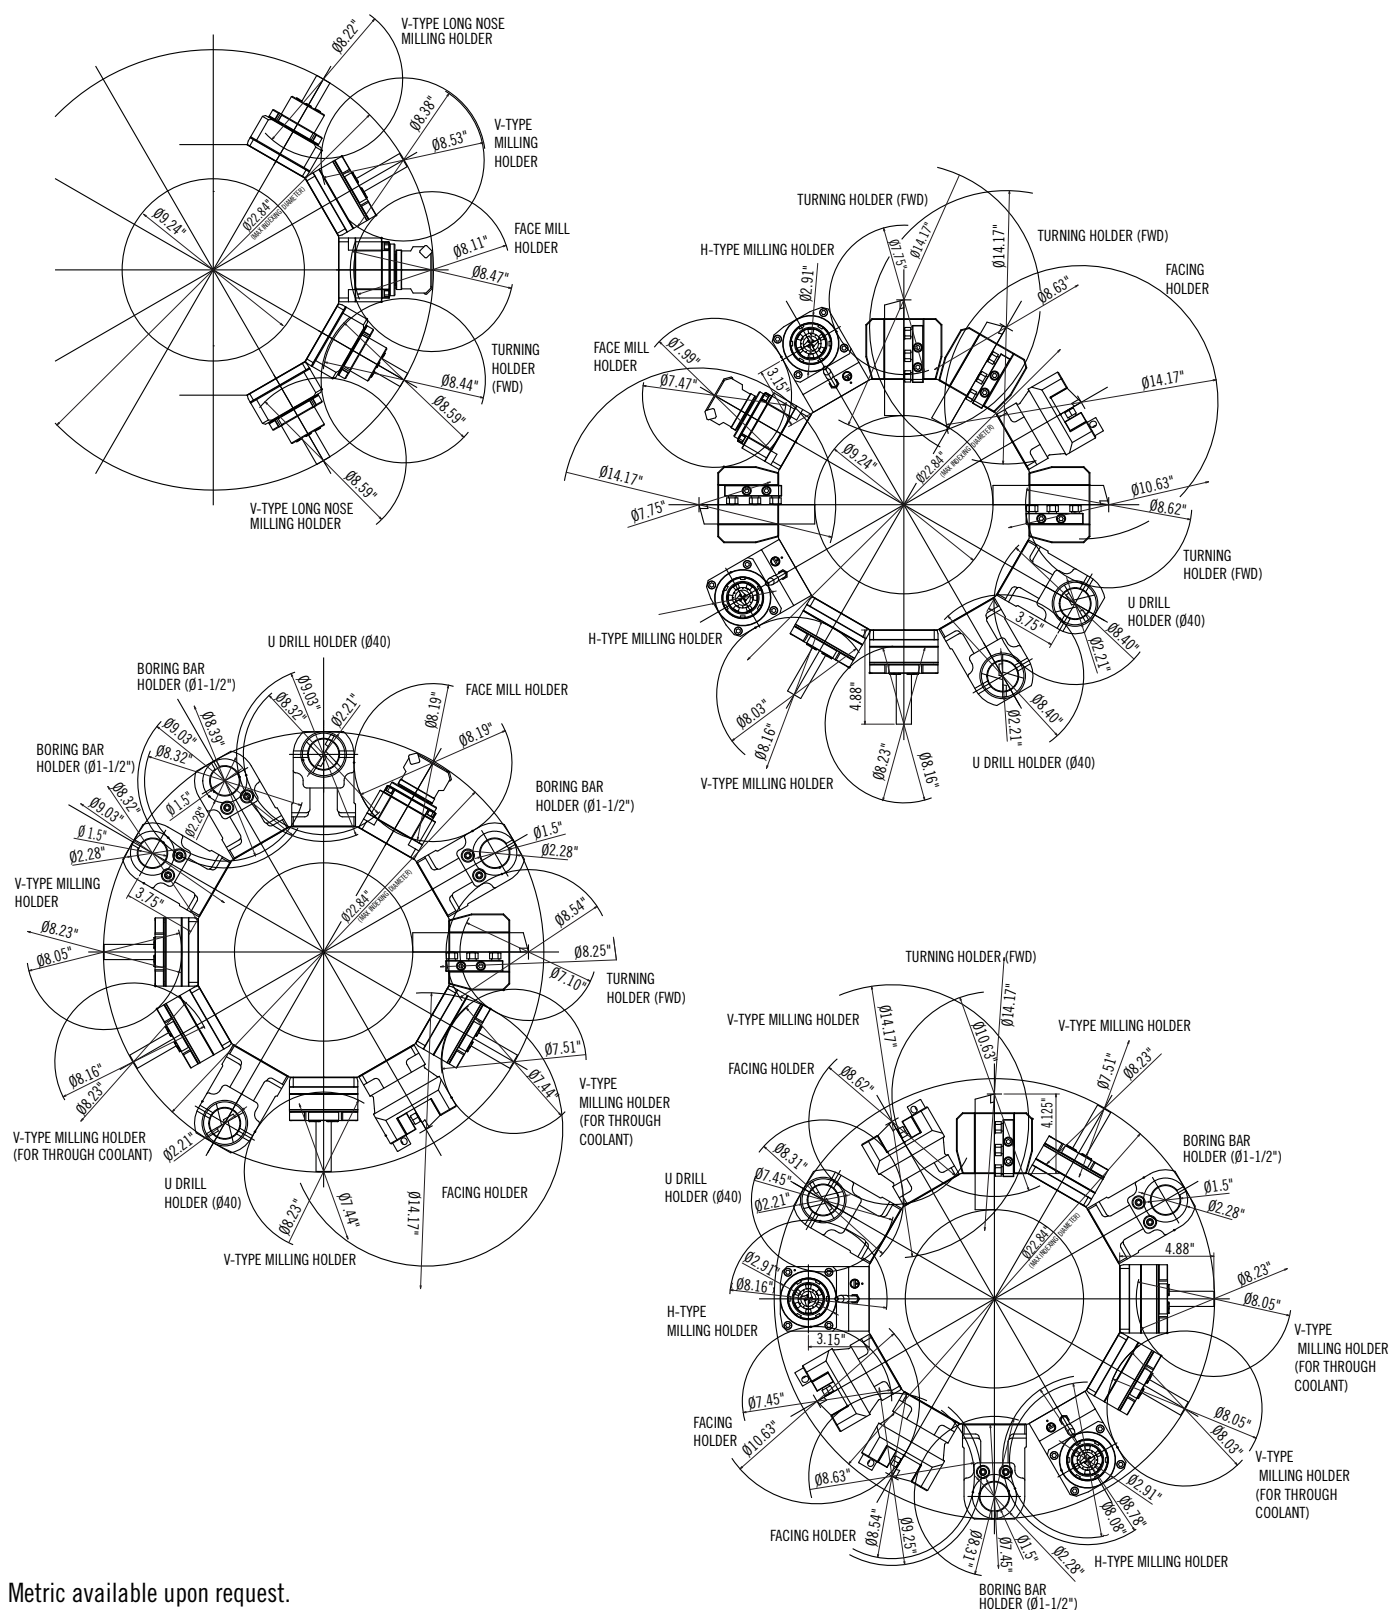 V-TYPE LONG NOSE
MILLING HOLDER
Ø8.22"
Ø8.38"
V-TYPE
MILLING
HOLDER
Ø8.53"
Ø9.24"
Ø22.84"
(MAX INDEXING DIAMETER)
FACE MILL
HOLDER
Ø8.11"
Ø8.47"
TURNING
HOLDER
(FWD)
Ø8.44"
Ø8.59"
Ø8.59"
V-TYPE LONG NOSE
MILLING HOLDER
TURNING HOLDER (FWD)
H-TYPE MILLING HOLDER
Ø7.75"
Ø14.17"
Ø14.17"
TURNING HOLDER (FWD)
FACING
HOLDER
Ø2.91"
Ø8.63"
FACE MILL
HOLDER
Ø7.99"
Ø7.47"
3.15"
Ø14.17"
Ø9.24"
Ø22.84"
(MAX INDEXING DIAMETER)
Ø14.17"
Ø7.75"
Ø10.63"
Ø8.62"
TURNING
HOLDER (FWD)
U DRILL
HOLDER (Ø40)
H-TYPE MILLING HOLDER
3.75"
Ø8.40"
Ø2.21"
4.88"
Ø8.03"
Ø8.16"
Ø8.23"
Ø8.16"
Ø2.21"
Ø8.40"
V-TYPE MILLING HOLDER
U DRILL HOLDER (Ø40)
U DRILL HOLDER (Ø40)
BORING BAR
HOLDER (Ø1-1/2")
Ø9.03"
Ø8.32"
Ø2.21"
FACE MILL HOLDER
Ø8.19"
Ø8.19"
Ø8.39"
Ø9.03"
Ø8.32"
BORING BAR
HOLDER (Ø1-1/2")
Ø8.32"
Ø9.03"
Ø1.5"
Ø2.28"
Ø1.5"
Ø2.28"
BORING BAR
HOLDER (Ø1-1/2")
Ø1.5"
Ø2.28"
V-TYPE MILLING
HOLDER
3.75"
Ø22.84"
(MAX INDEXING DIAMETER)
Ø8.23"
Ø8.05"
Ø8.54"
Ø8.25"
Ø7.10"
TURNING
HOLDER (FWD)
Ø8.16"
Ø8.23"
Ø7.51"
Ø7.44"
V-TYPE
MILLING HOLDER
(FOR THROUGH
COOLANT)
V-TYPE MILLING HOLDER
(FOR THROUGH COOLANT)
Ø2.21"
U DRILL
HOLDER (Ø40)
Ø8.23"
Ø7.44"
Ø14.17"
FACING HOLDER
V-TYPE MILLING HOLDER
TURNING HOLDER (FWD)
V-TYPE MILLING HOLDER
Ø14.17"
Ø10.63"
Ø14.17"
V-TYPE MILLING HOLDER
FACING HOLDER
Ø8.62"
Ø7.51"
Ø8.23"
4.125"
BORING BAR
HOLDER (Ø1-1/2")
U DRILL
HOLDER (Ø40)
Ø8.31"
Ø7.45"
Ø2.21"
Ø1.5"
Ø2.28"
Ø22.84"
(MAX INDEXING DIAMETER)
4.88"
Ø2.91"
Ø8.16"
Ø8.23"
Ø8.05"
H-TYPE
MILLING HOLDER
3.15"
V-TYPE
MILLING HOLDER
(FOR THROUGH
COOLANT)
Ø7.45"
FACING
HOLDER
Ø10.63"
Ø8.05"
Ø8.03"
V-TYPE
MILLING HOLDER
(FOR THROUGH
COOLANT)
Ø8.63"
Ø2.91"
Ø8.78"
Ø8.08"
FACING HOLDER
Ø8.54"
Ø9.25"
Ø8.31"
Ø7.45"
Ø1.5"
Ø2.28"
H-TYPE MILLING HOLDER
BORING BAR
HOLDER (Ø1-1/2")
Metric available upon request.